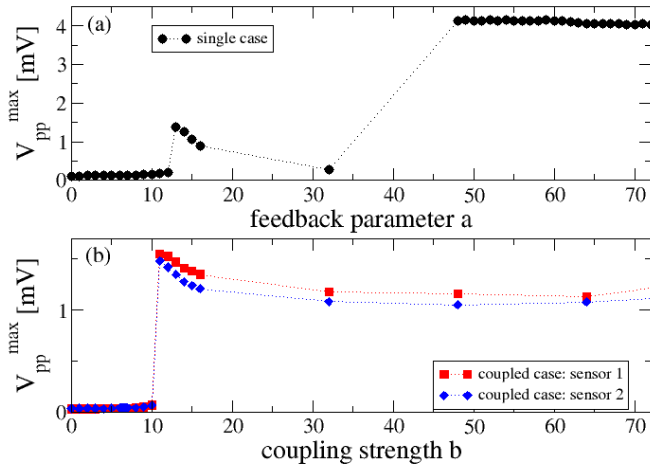 (a)
single case
V_pp^max [mV]
4
3
2
1
0
0 10 20 30 40 50 60 70
feedback parameter a
(b)
V_pp^max [mV]
1
0
coupled case: sensor 1
coupled case: sensor 2
0 10 20 30 40 50 60 70
coupling strength b